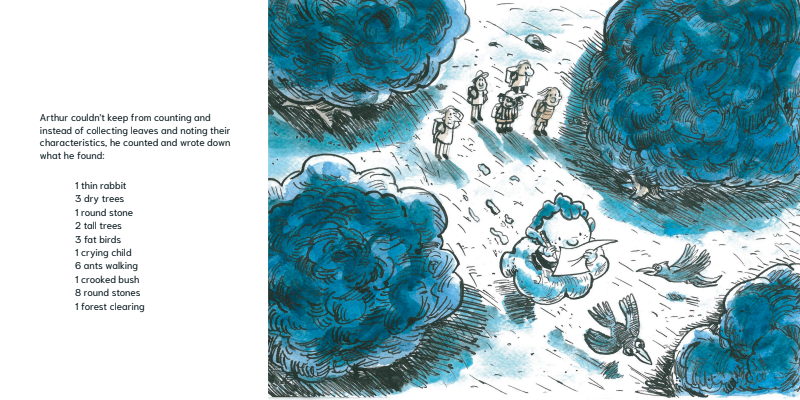 Arthur couldn't keep from counting and
instead of collecting leaves and noting their
characteristics, he counted and wrote down
what he found:
1 thin rabbit
3 dry trees
1 round stone
2 tall trees
3 fat birds
1 crying child
6 ants walking
1 crooked bush
8 round stones
1 forest clearing